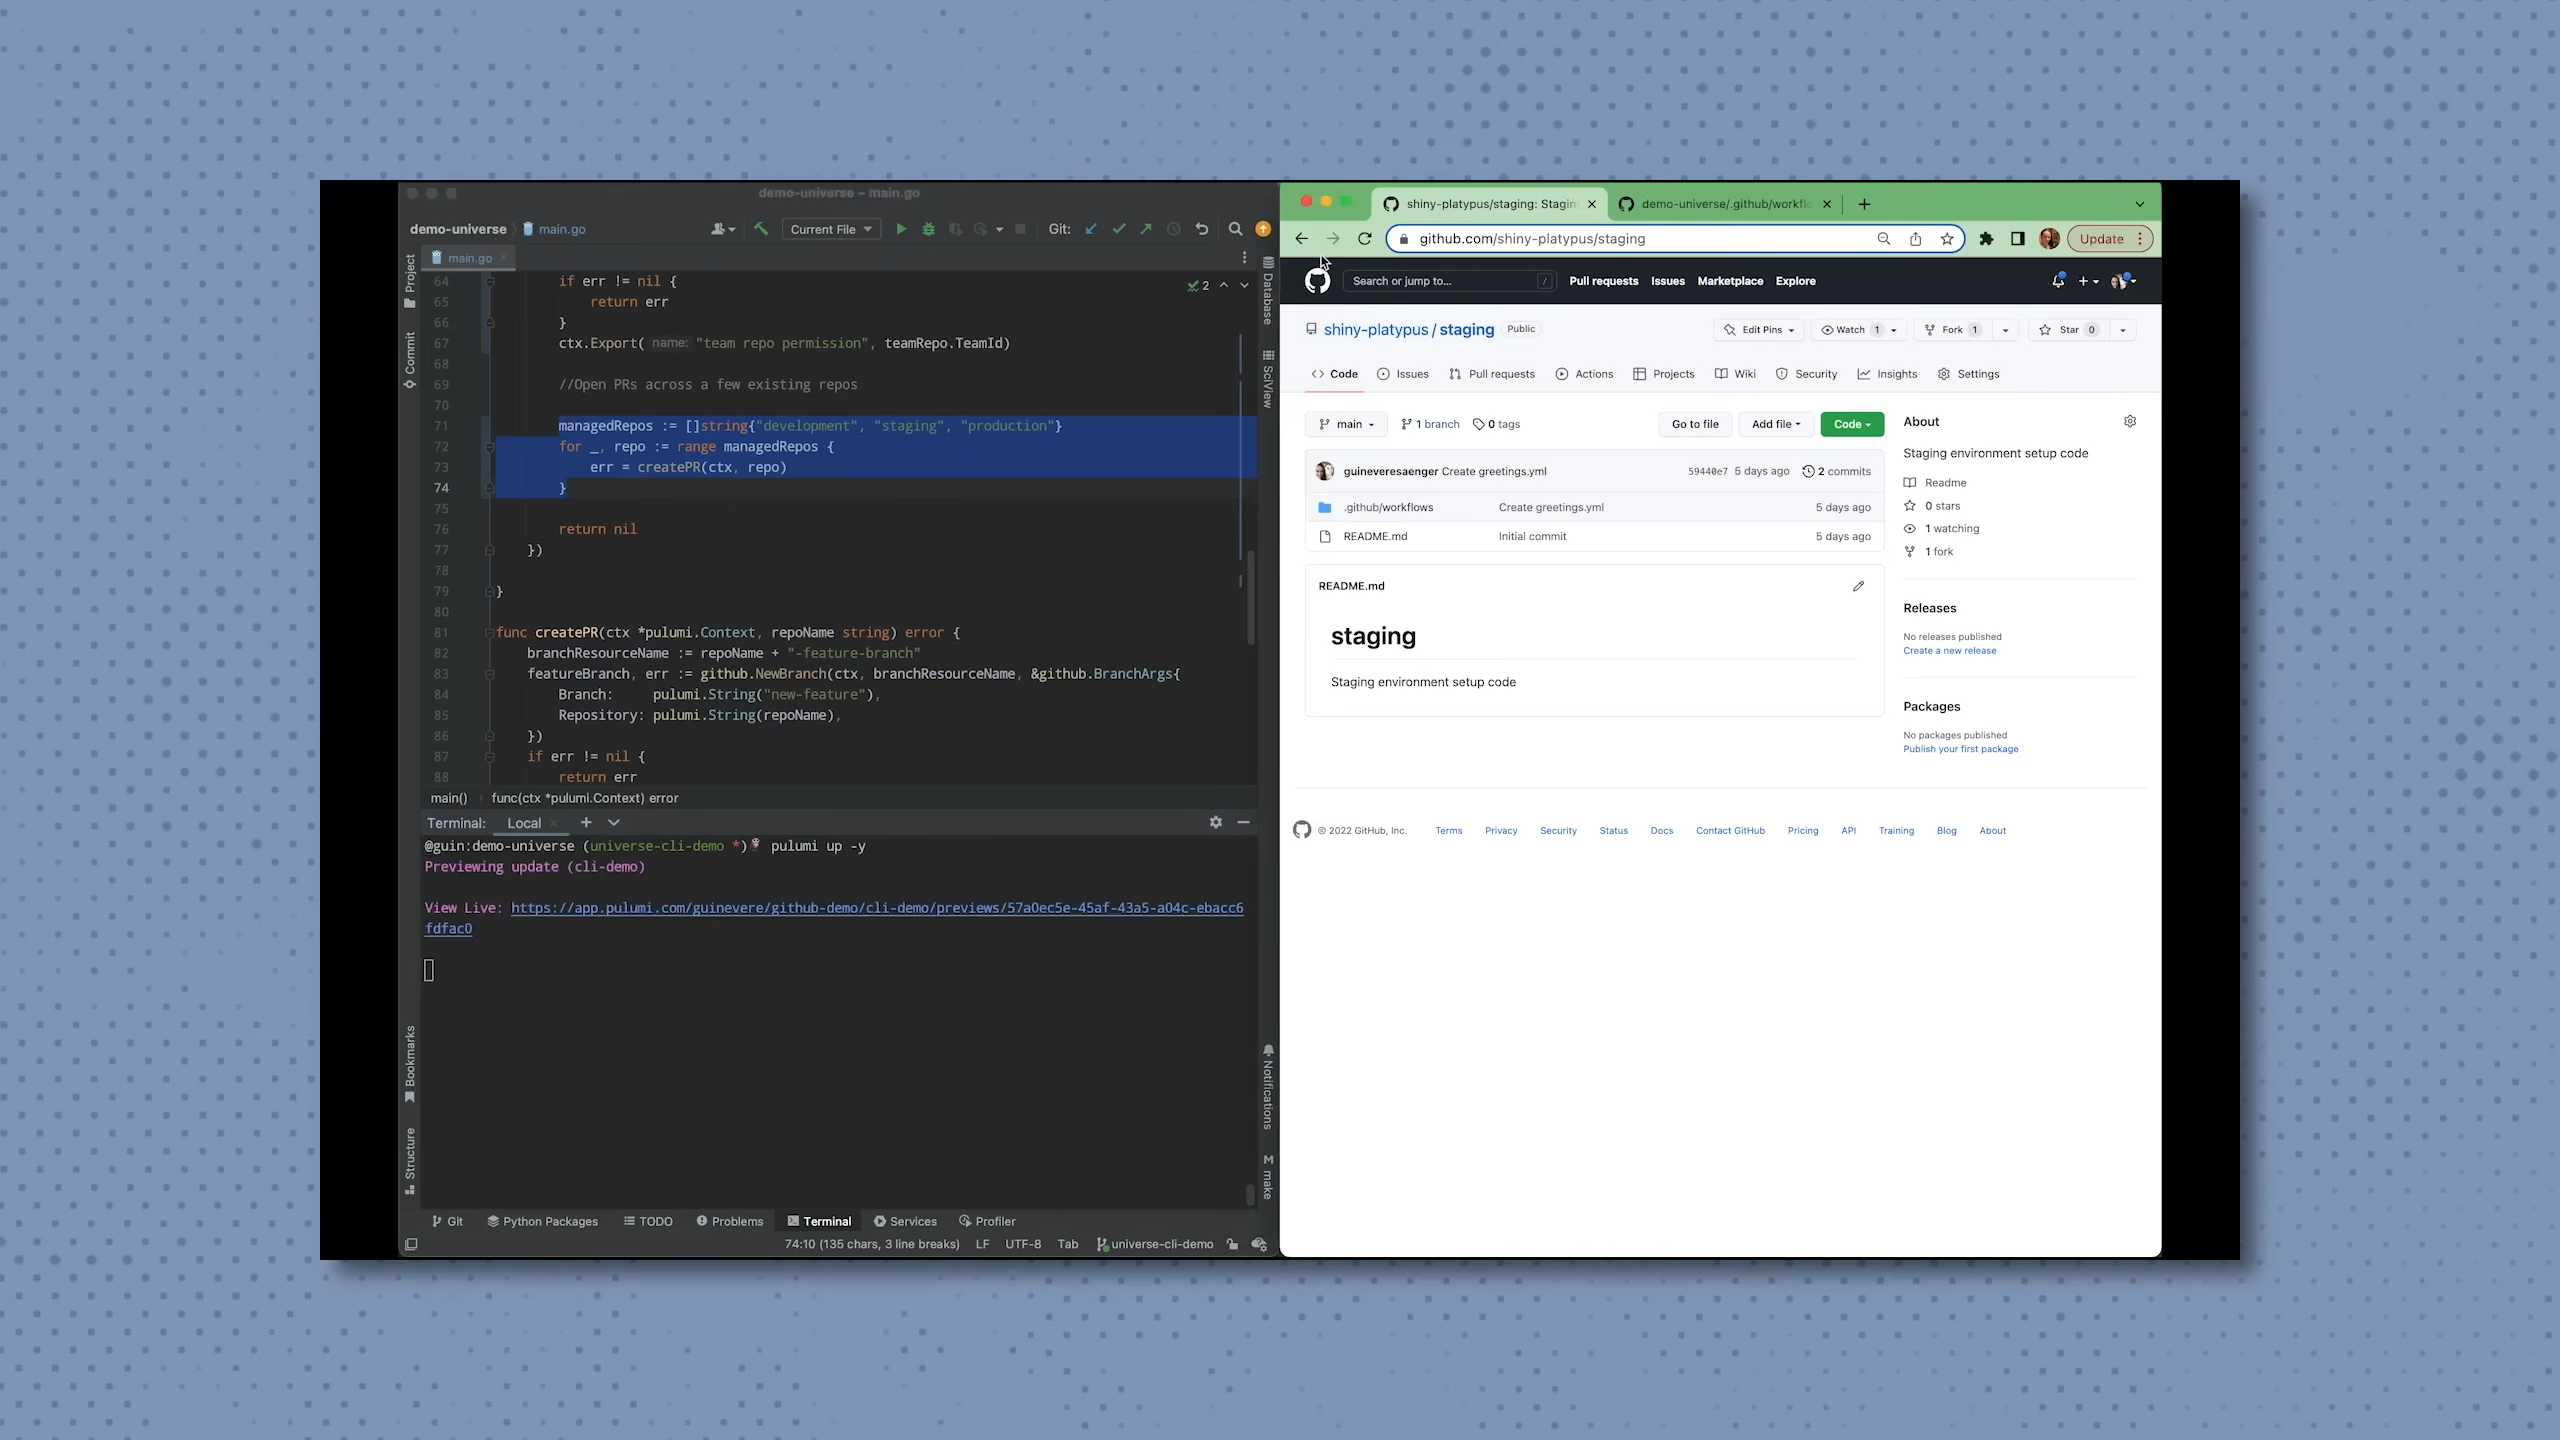 demo-universe – main.go
demo-universe
main.go
Current File
Git:
main.go
2
Project
Commit
Bookmarks
Structure
Database
SciView
Notifications
make
64 if err != nil {
65 return err
66 }
67 ctx.Export( name: "team repo permission", teamRepo.TeamId)
68
69 //Open PRs across a few existing repos
70
71 managedRepos := []string{"development", "staging", "production"}
72 for _, repo := range managedRepos {
73 err = createPR(ctx, repo)
74 }
75
76 return nil
77 })
78
79 }
80
81 func createPR(ctx *pulumi.Context, repoName string) error {
82 branchResourceName := repoName + "-feature-branch"
83 featureBranch, err := github.NewBranch(ctx, branchResourceName, &github.BranchArgs{
84 Branch: pulumi.String("new-feature"),
85 Repository: pulumi.String(repoName),
86 })
87 if err != nil {
88 return err
main() func(ctx *pulumi.Context) error
Terminal: Local
@guin:demo-universe (universe-cli-demo *) pulumi up -y
Previewing update (cli-demo)
View Live: https://app.pulumi.com/guinevere/github-demo/cli-demo/previews/57a0ec5e-45af-43a5-a04c-ebacc6
fdfac0
Git Python Packages TODO Problems Terminal Services Profiler
74:10 (135 chars, 3 line breaks) LF UTF-8 Tab universe-cli-demo
shiny-platypus/staging: Stagin
demo-universe/.github/workfl
github.com/shiny-platypus/staging
Update
Search or jump to... /
Pull requests Issues Marketplace Explore
shiny-platypus / staging Public
Edit Pins Watch 1 Fork 1 Star 0
Code Issues Pull requests Actions Projects Wiki Security Insights Settings
main 1 branch 0 tags Go to file Add file Code
guineveresaenger Create greetings.yml 59440e7 5 days ago 2 commits
.github/workflows Create greetings.yml 5 days ago
README.md Initial commit 5 days ago
README.md
staging
Staging environment setup code
About
Staging environment setup code
Readme
0 stars
1 watching
1 fork
Releases
No releases published
Create a new release
Packages
No packages published
Publish your first package
© 2022 GitHub, Inc. Terms Privacy Security Status Docs Contact GitHub Pricing API Training Blog About